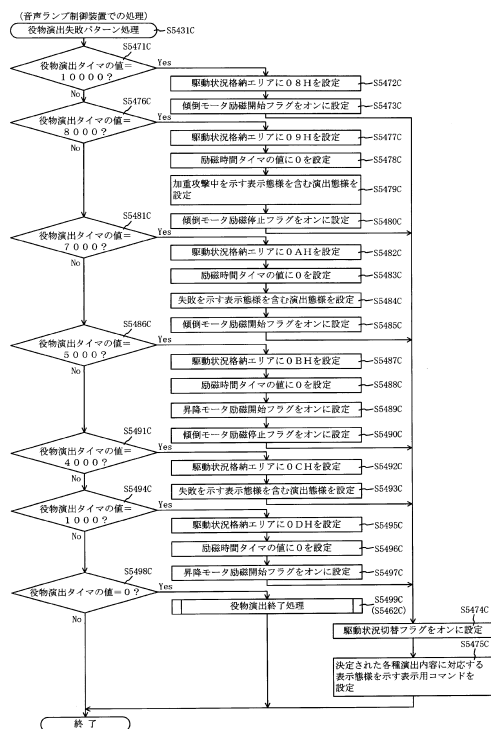 (音声ランプ制御装置での処理)
役物演出失敗パターン処理
S5431C
S5471C
役物演出タイマの値=
10000?
Yes
No
駆動状況格納エリアに08Hを設定
S5472C
傾倒モータ励磁開始フラグをオンに設定
S5473C
S5476C
役物演出タイマの値=
8000?
Yes
No
駆動状況格納エリアに09Hを設定
S5477C
励磁時間タイマの値に0を設定
S5478C
加重攻撃中を示す表示態様を含む演出態様を
設定
S5479C
傾倒モータ励磁停止フラグをオンに設定
S5480C
S5481C
役物演出タイマの値=
7000?
Yes
No
駆動状況格納エリアに0AHを設定
S5482C
励磁時間タイマの値に0を設定
S5483C
失敗を示す表示態様を含む演出態様を設定
S5484C
傾倒モータ励磁開始フラグをオンに設定
S5485C
S5486C
役物演出タイマの値=
5000?
Yes
No
駆動状況格納エリアに0BHを設定
S5487C
励磁時間タイマの値に0を設定
S5488C
昇降モータ励磁開始フラグをオンに設定
S5489C
傾倒モータ励磁停止フラグをオンに設定
S5490C
S5491C
役物演出タイマの値=
4000?
Yes
No
駆動状況格納エリアに0CHを設定
S5492C
失敗を示す表示態様を含む演出態様を設定
S5493C
S5494C
役物演出タイマの値=
1000?
Yes
No
駆動状況格納エリアに0DHを設定
S5495C
励磁時間タイマの値に0を設定
S5496C
昇降モータ励磁開始フラグをオンに設定
S5497C
S5498C
役物演出タイマの値=0?
Yes
No
役物演出終了処理
S5499C
(S5462C)
S5474C
駆動状況切替フラグをオンに設定
S5475C
決定された各種演出内容に対応する
表示態様を示す表示用コマンドを
設定
終了